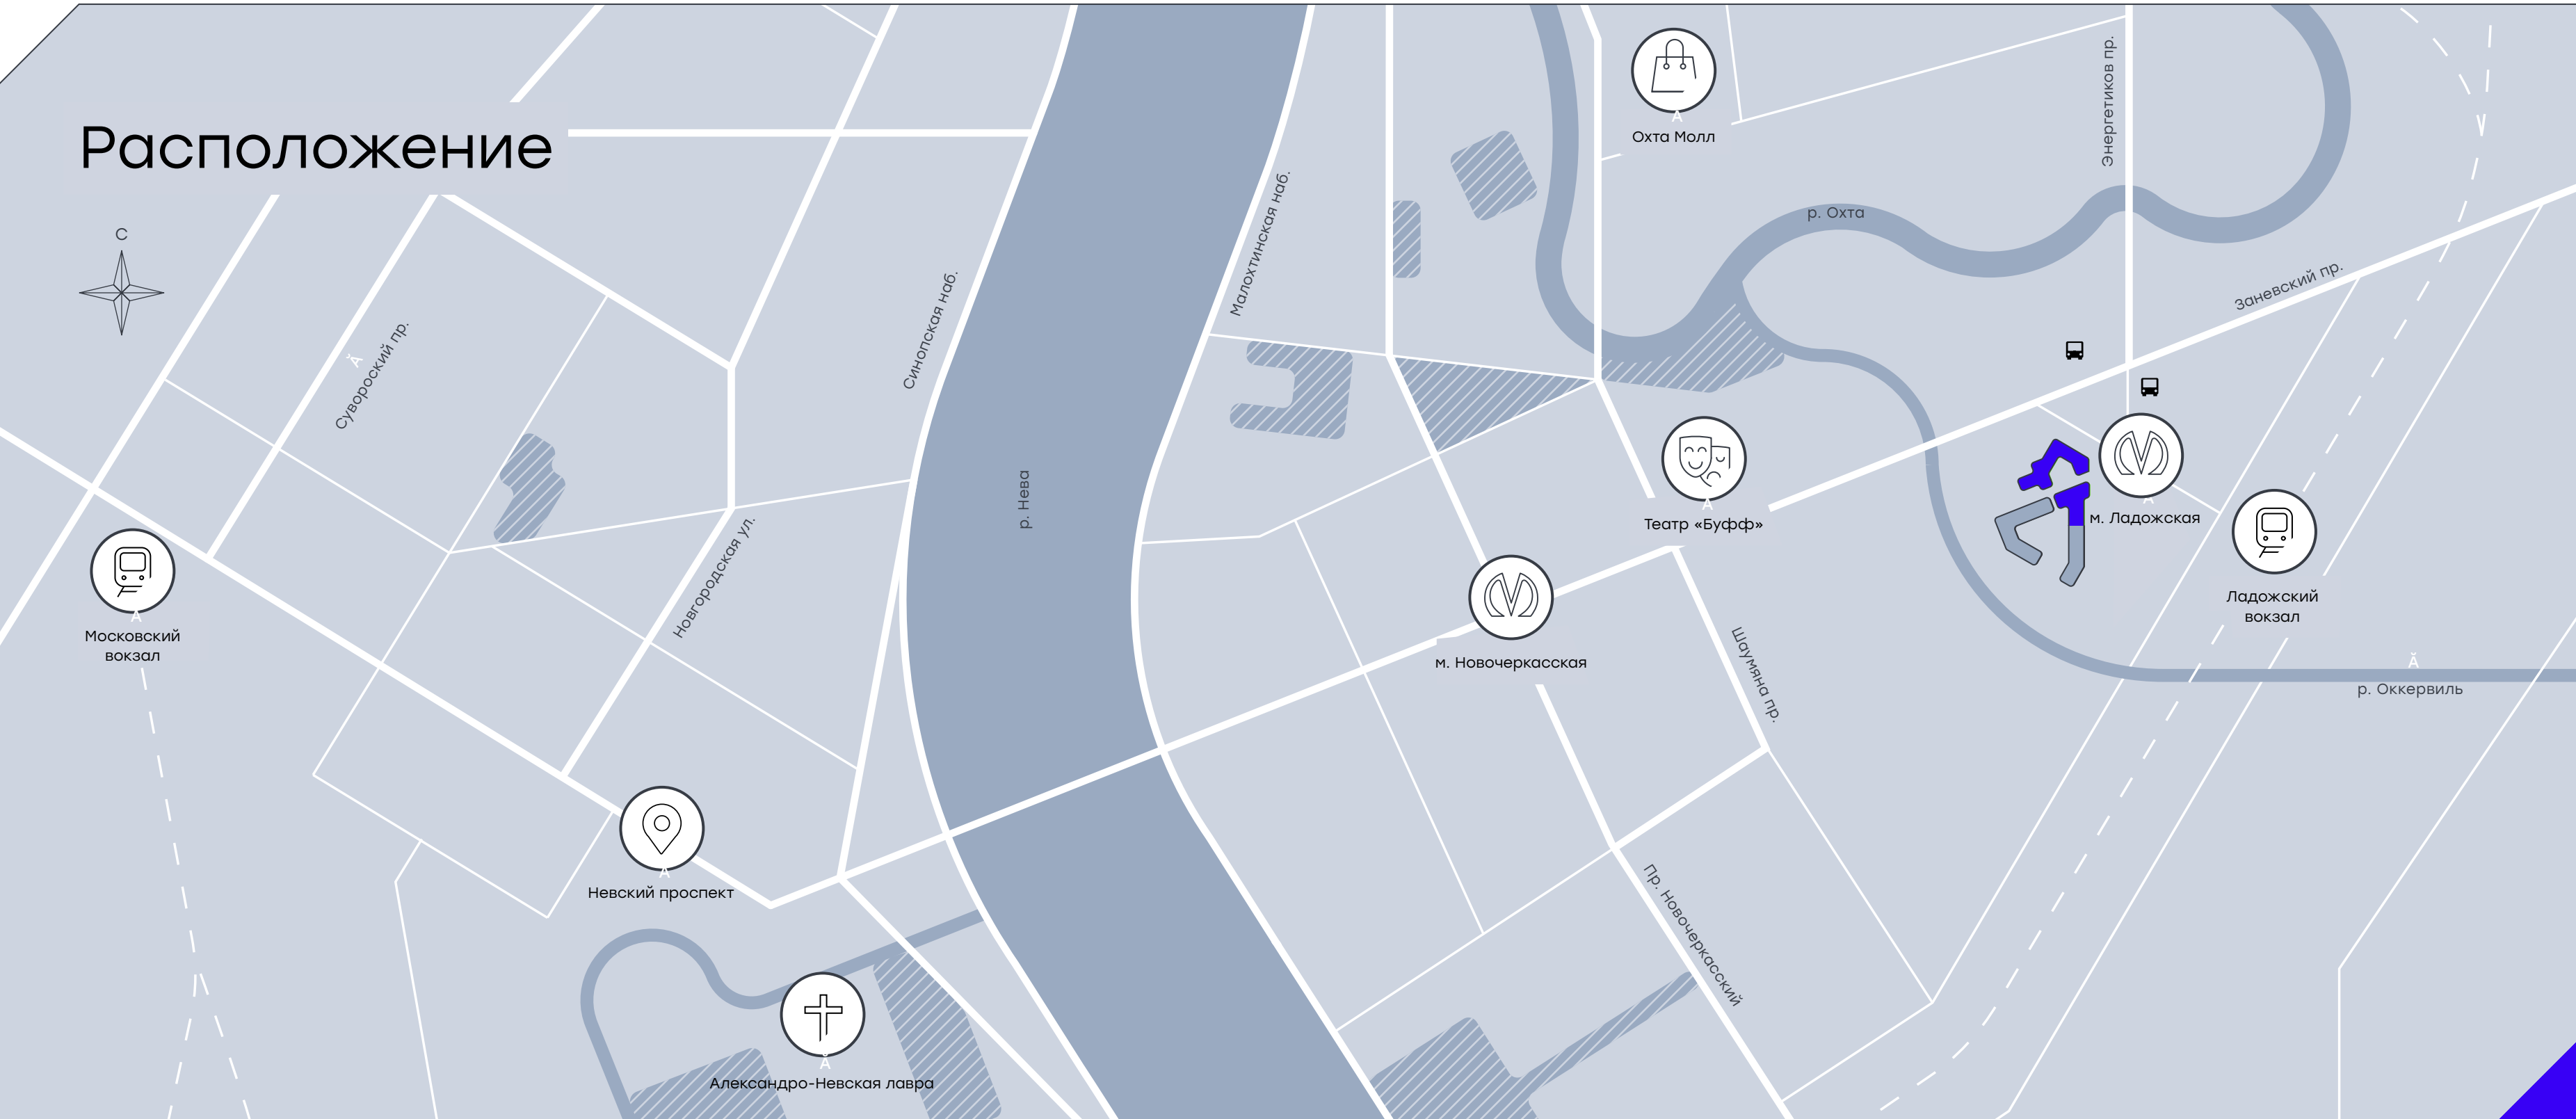 Расположение
С
Сувороский пр.
Синопская наб.
Малохтинская наб.
р. Нева
Новгородская ул.
Московский
вокзал
Невский проспект
Александро-Невская лавра
Охта Молл
р. Охта
Энергетиков пр.
Заневский пр.
Театр «Буфф»
м. Новочеркасская
Шаумяна пр.
Пр. Новочеркасский
м. Ладожская
Ладожский
вокзал
р. Оккервиль